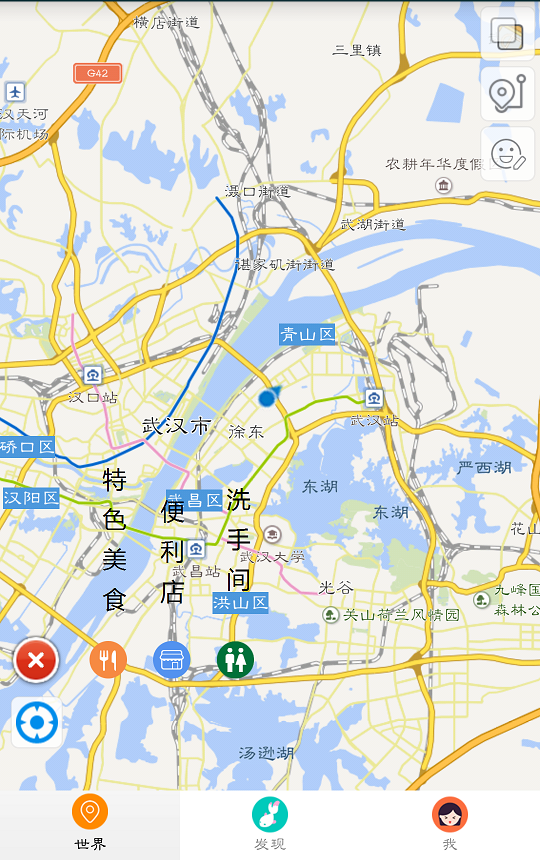 横店街道
三里镇
G42
汉天河
际机场
农耕年华度假
滠口街道
武湖街道
谌家矶街街道
青山区
汉口站
武汉站
武汉市
徐东
硚口区
严西湖
东湖
汉阳区
武昌区
东湖
特色美食
便利店
洗手间
花山
武汉大学
武昌站
光谷
九峰国
森林公
洪山区
关山荷兰风情园
汤逊湖
世界
发现
我